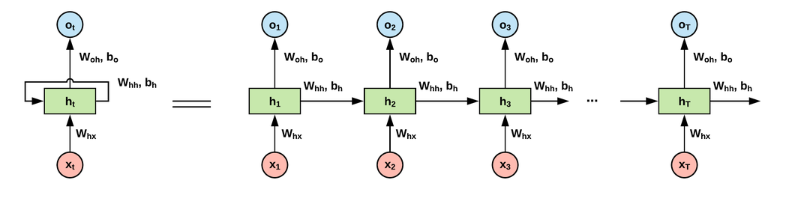 oₜ o₁ o₂ o₃ o_T
Wₒₕ, bₒ Wₒₕ, bₒ Wₒₕ, bₒ Wₒₕ, bₒ Wₒₕ, bₒ
Wₕₕ, bₕ Wₕₕ, bₕ Wₕₕ, bₕ Wₕₕ, bₕ Wₕₕ, bₕ
hₜ h₁ h₂ h₃ ... h_T
Wₕₓ Wₕₓ Wₕₓ Wₕₓ Wₕₓ
xₜ x₁ x₂ x₃ x_T